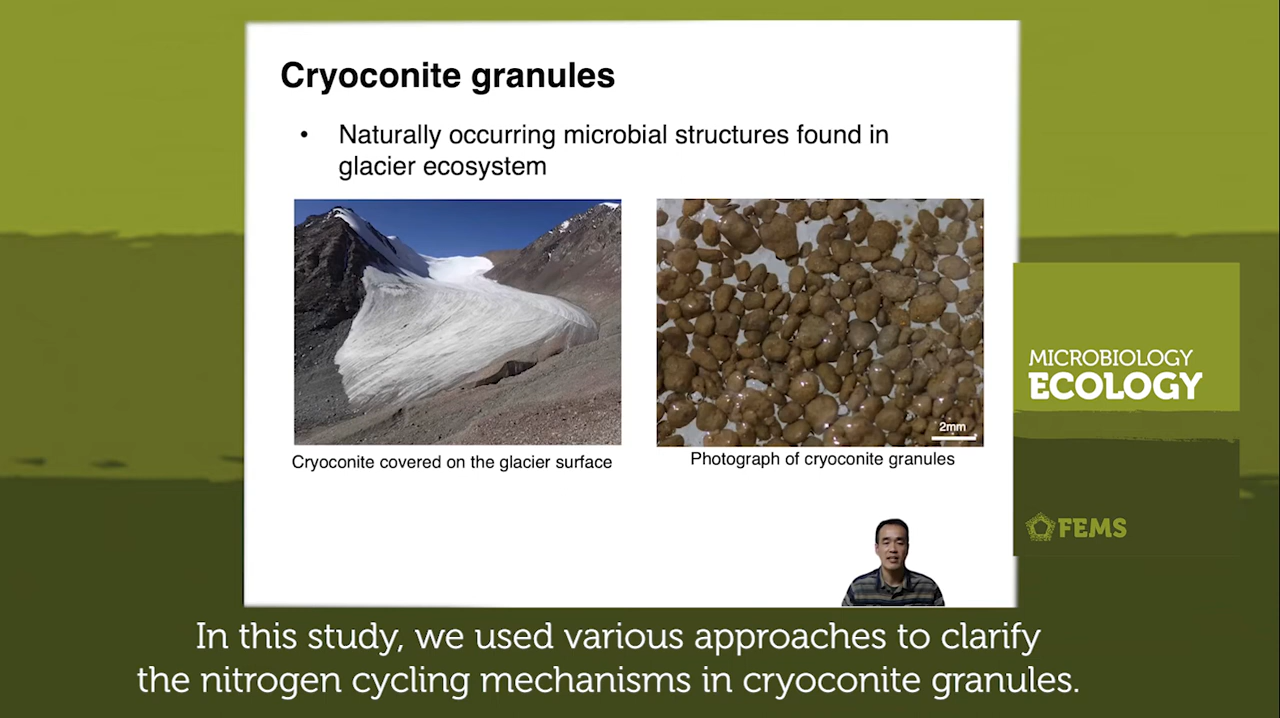 Cryoconite granules
• Naturally occurring microbial structures found in
glacier ecosystem
2mm
Cryoconite covered on the glacier surface
Photograph of cryoconite granules
MICROBIOLOGY
ECOLOGY
FEMS
In this study, we used various approaches to clarify
the nitrogen cycling mechanisms in cryoconite granules.